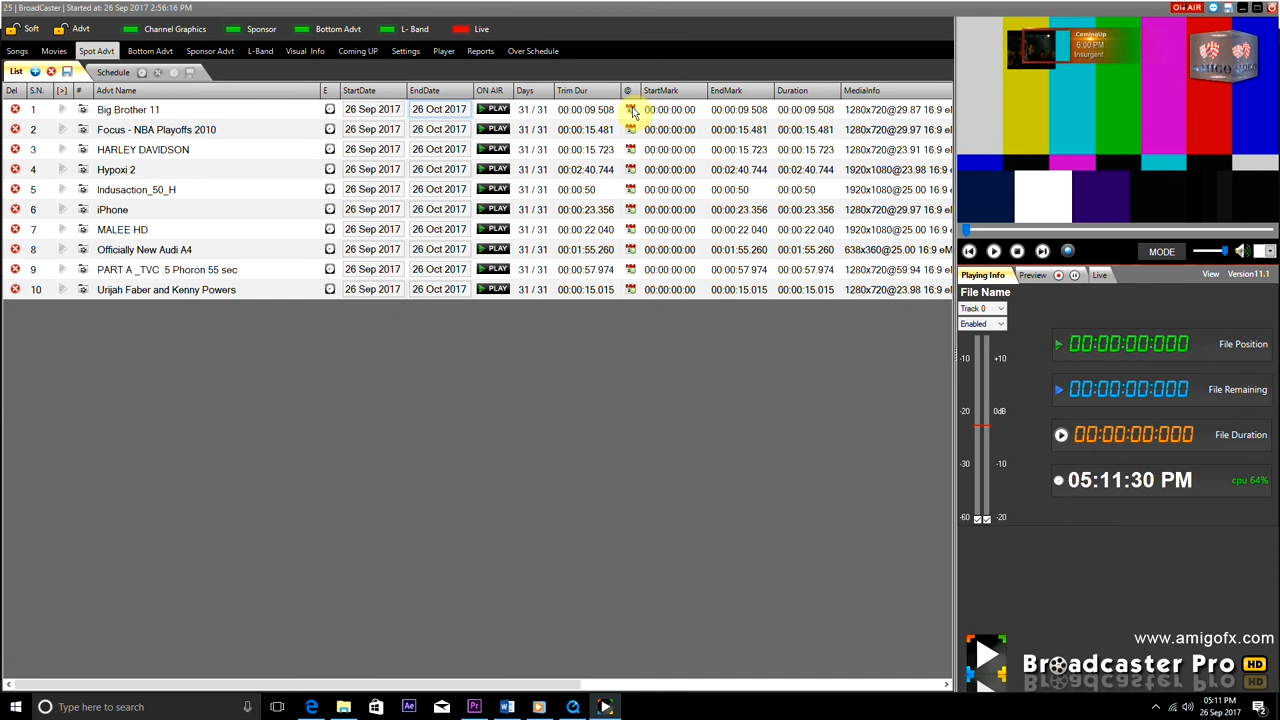 25 | BroadCaster | Started at: 26 Sep 2017 2:56:16 PM
ON AIR
Soft Advt Channel Graphics Sponsor Bottom Advt L- Band Live
Songs Movies Spot Advt Bottom Advt Sponsor Advt L-Band Visual Info Coming UP Settings Player Reports Over Schedule
List Schedule
Del S.N. [>] # Advt Name E StartDate EndDate ON AIR Days Trim Dur @ StartMark EndMark Duration MediaInfo
1 Big Brother 11 26 Sep 2017 26 Oct 2017 PLAY 31 / 31 00:00:09 508 00:00:00:00 00:00:09 508 00:00:09 508 1280x720@29.87 16:9 eM
2 Focus - NBA Playoffs 2010 26 Sep 2017 26 Oct 2017 PLAY 31 / 31 00:00:15.481 00:00:00:00 00:00:15.481 00:00:15.481 1280x720@29.97 16:9 eM
3 HARLEY DAVIDSON 26 Sep 2017 26 Oct 2017 PLAY 31 / 31 00:00:15.723 00:00:00:00 00:00:15.723 00:00:15.723 1280x720@29.97 16:9 eM
4 Hypoxi 2 26 Sep 2017 26 Oct 2017 PLAY 31 / 31 00:02:40.744 00:00:00:00 00:02:40.744 00:02:40.744 1920x1080@23.98 16:9
5 Indusaction_50_H 26 Sep 2017 26 Oct 2017 PLAY 31 / 31 00:00:50 00:00:00:00 00:00:50 00:00:50 1920x1080@25 00 16:9
6 iPhone 26 Sep 2017 26 Oct 2017 PLAY 31 / 31 00:00:23.356 00:00:00:00 00:00:23.356 00:00:23.356 1280x720@29.97 16:9 eM
7 MALEE HD 26 Sep 2017 26 Oct 2017 PLAY 31 / 31 00:00:22 040 00:00:00:00 00:00:22 040 00:00:22 040 1920x1080@25 00 16:9
8 Officially New Audi A4 26 Sep 2017 26 Oct 2017 PLAY 31 / 31 00:01:55 260 00:00:00:00 00:01:55 260 00:01:55 260 638x360@25 00 16:9 eM
9 PART A _TVC 5 Phoron 55 sec 26 Sep 2017 26 Oct 2017 PLAY 31 / 31 00:00:57 974 00:00:00:00 00:00:57 974 00:00:57 974 1280x720@59 94 16:9
10 Urijah Faber and Kenny Powers 26 Sep 2017 26 Oct 2017 PLAY 31 / 31 00:00:15.015 00:00:00:00 00:00:15.015 00:00:15.015 1280x720@23.98 16:9 eM
ComingUp
6:00 PM
Insurgent
MODE
Playing Info Preview Live View Version11.1
File Name
Track 0
Enabled
-10 +10
-20 0dB
-30 -10
-60 -20
00:00:00:000 File Position
00:00:00:000 File Remaining
00:00:00:000 File Duration
05:11:30 PM cpu 64%
www.amigofx.com
Broadcaster Pro HD
Type here to search
05:11 PM
26 Sep 2017
2